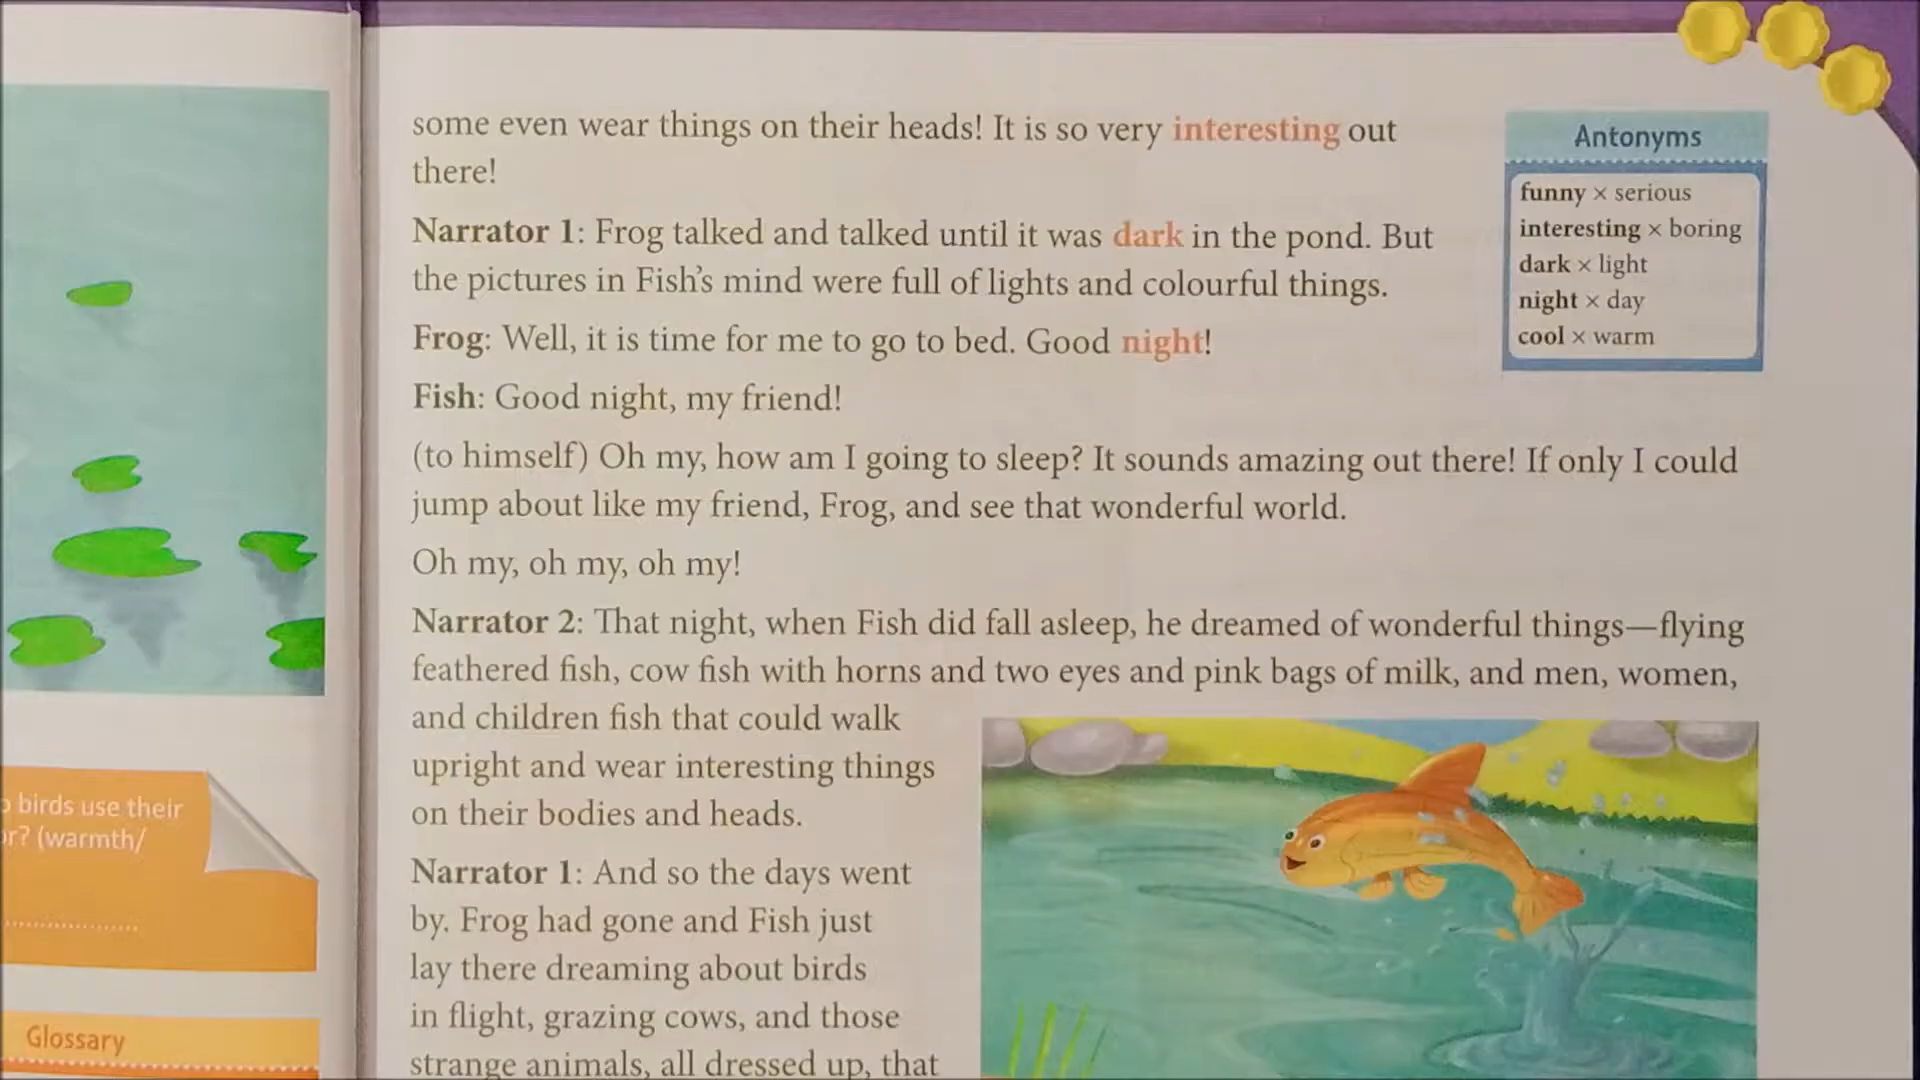 some even wear things on their heads! It is so very interesting out
there!
Narrator 1: Frog talked and talked until it was dark in the pond. But
the pictures in Fish's mind were full of lights and colourful things.
Frog: Well, it is time for me to go to bed. Good night!
Fish: Good night, my friend!
(to himself) Oh my, how am I going to sleep? It sounds amazing out there! If only I could
jump about like my friend, Frog, and see that wonderful world.
Oh my, oh my, oh my!
Narrator 2: That night, when Fish did fall asleep, he dreamed of wonderful things—flying
feathered fish, cow fish with horns and two eyes and pink bags of milk, and men, women,
and children fish that could walk
upright and wear interesting things
on their bodies and heads.
Narrator 1: And so the days went
by. Frog had gone and Fish just
lay there dreaming about birds
in flight, grazing cows, and those
strange animals, all dressed up, that
Antonyms
funny × serious
interesting × boring
dark × light
night × day
cool × warm
birds use their
(warmth/
Glossary